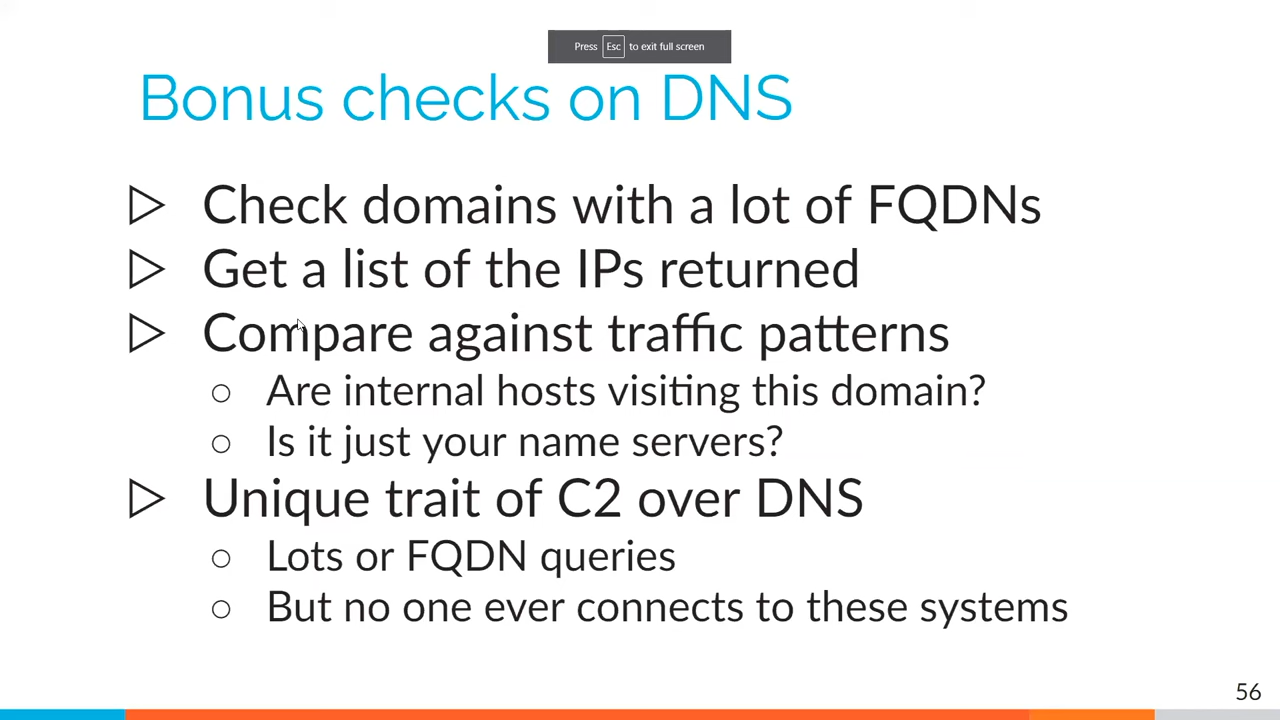 Press Esc to exit full screen
Bonus checks on DNS
Check domains with a lot of FQDNs
Get a list of the IPs returned
Compare against traffic patterns
Are internal hosts visiting this domain?
Is it just your name servers?
Unique trait of C2 over DNS
Lots or FQDN queries
But no one ever connects to these systems
56